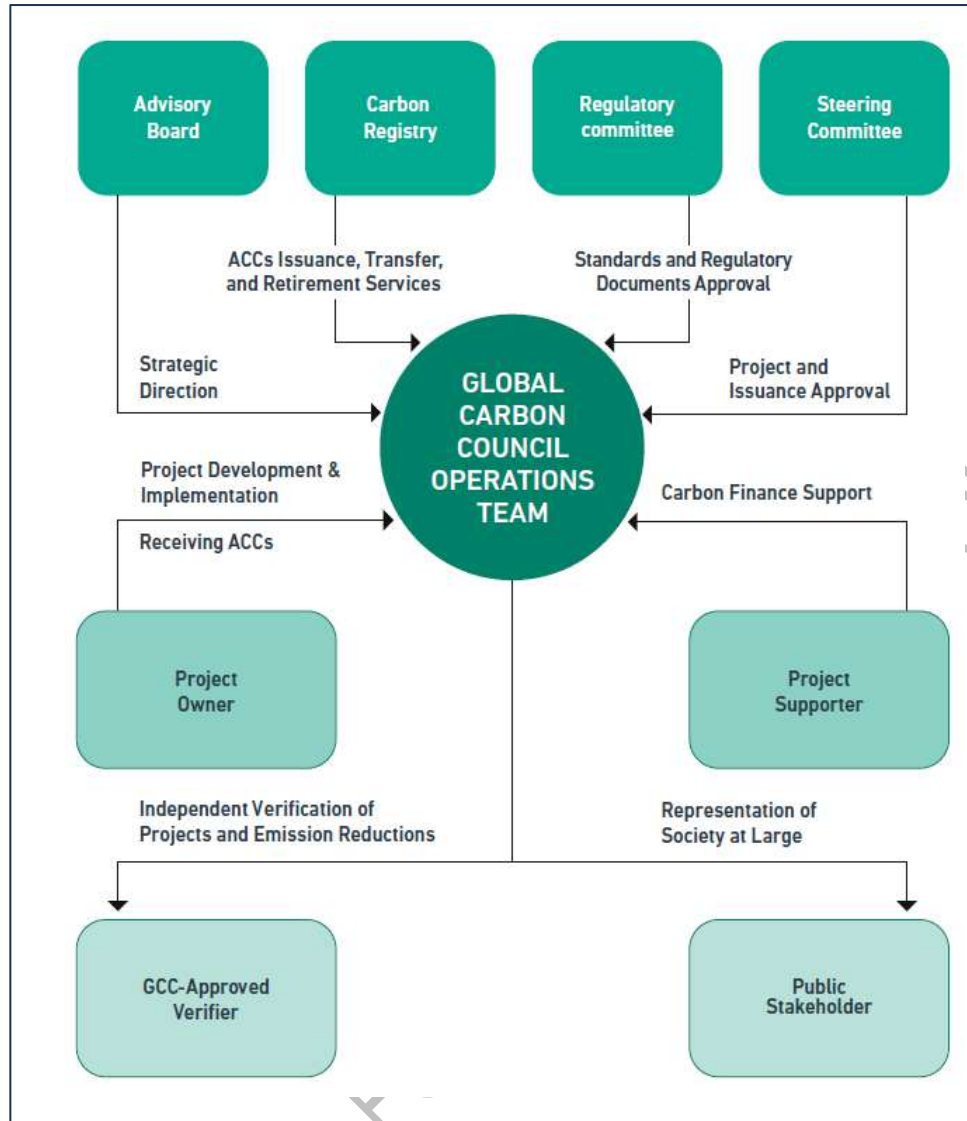 Advisory
Board
Carbon
Registry
Regulatory
committee
Steering
Committee
ACCs Issuance, Transfer,
and Retirement Services
Standards and Regulatory
Documents Approval
Strategic
Direction
GLOBAL
CARBON
COUNCIL
OPERATIONS
TEAM
Project and
Issuance Approval
Project Development &
Implementation
Receiving ACCs
Carbon Finance Support
Project
Owner
Project
Supporter
Independent Verification of
Projects and Emission Reductions
Representation of
Society at Large
GCC-Approved
Verifier
Public
Stakeholder